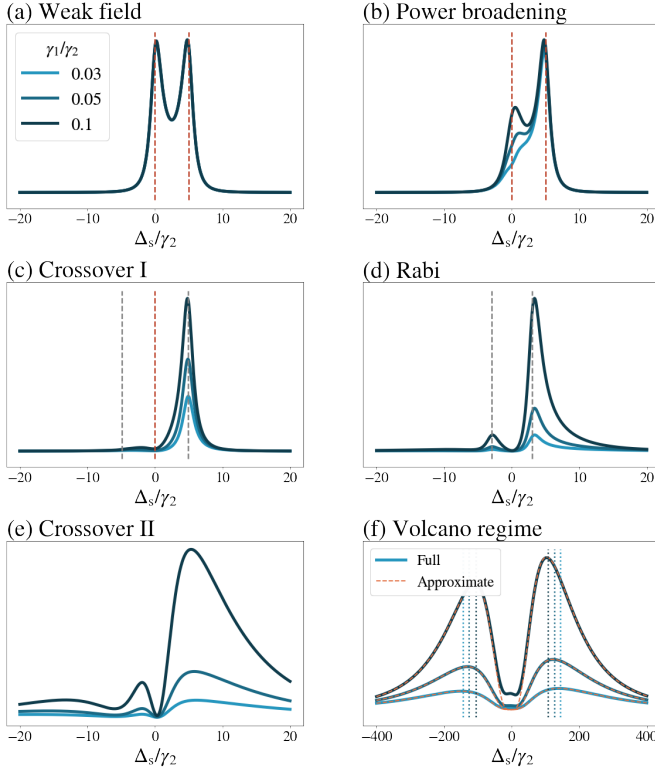 (a) Weak field
γ₁/γ₂
0.03
0.05
0.1
−20 −10 0 10 20
Δₛ/γ₂
(b) Power broadening
−20 −10 0 10 20
Δₛ/γ₂
(c) Crossover I
−20 −10 0 10 20
Δₛ/γ₂
(d) Rabi
−20 −10 0 10 20
Δₛ/γ₂
(e) Crossover II
−20 −10 0 10 20
Δₛ/γ₂
(f) Volcano regime
Full
Approximate
−400 −200 0 200 400
Δₛ/γ₂